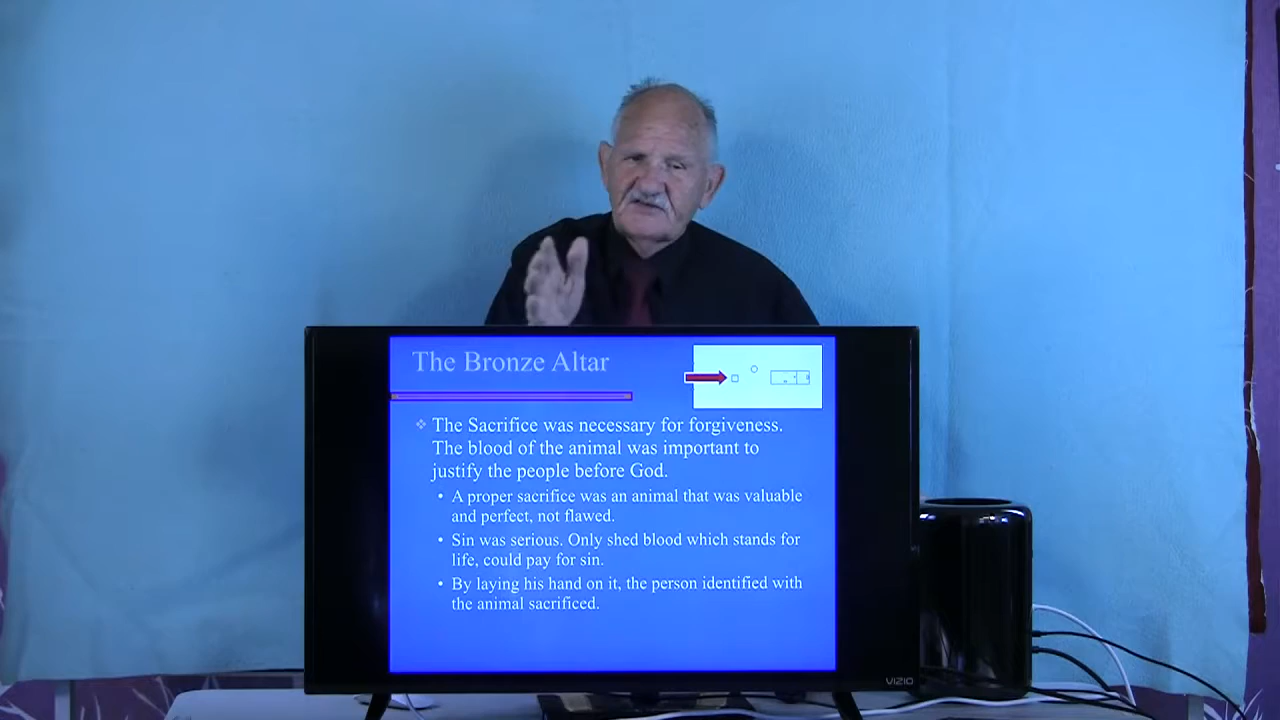 The Bronze Altar
The Sacrifice was necessary for forgiveness.
The blood of the animal was important to
justify the people before God.
A proper sacrifice was an animal that was valuable
and perfect, not flawed.
Sin was serious. Only shed blood which stands for
life, could pay for sin.
By laying his hand on it, the person identified with
the animal sacrificed.
VIZIO